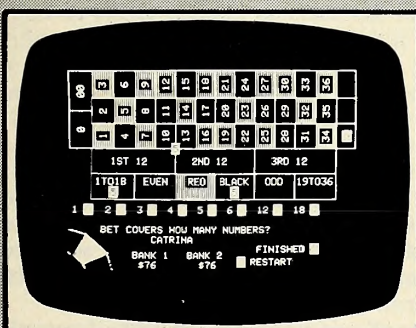 00 3 6 9 12 15 18 21 24 27 30 33 36
2 5 8 11 14 17 20 23 26 29 32 35
0 1 4 7 10 13 16 19 22 25 28 31 34
1ST 12 2ND 12 3RD 12
1TO18 EVEN RED BLACK ODD 19TO36
1 2 3 4 5 6 12 18
BET COVERS HOW MANY NUMBERS?
CATRINA
FINISHED
BANK 1 BANK 2 RESTART
$76 $76